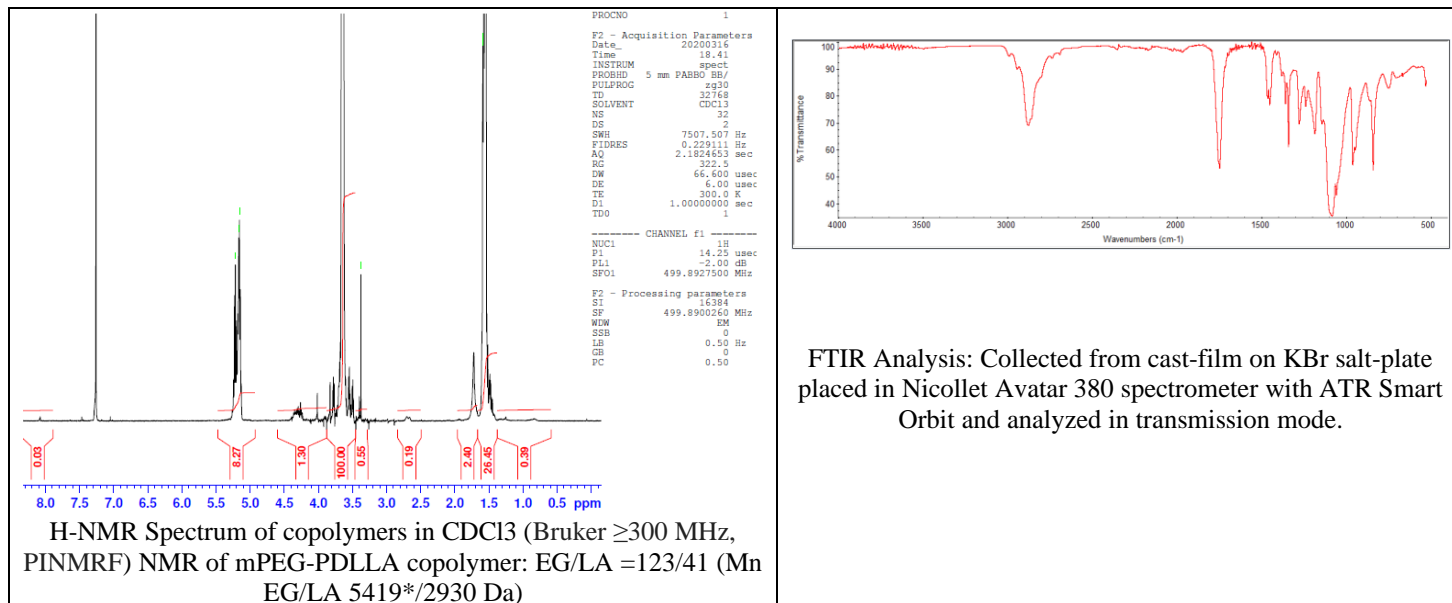 PROCNO 1
F2 - Acquisition Parameters
Date_ 20200316
Time 18.41
INSTRUM spect
PROBHD 5 mm PABBO BB/
PULPROG zg30
TD 32768
SOLVENT CDCl3
NS 32
DS 2
SWH 7507.507 Hz
FIDRES 0.229111 Hz
AQ 2.1824653 sec
RG 322.5
DW 66.600 usec
DE 6.00 usec
TE 300.0 K
D1 1.00000000 sec
TD0 1
======== CHANNEL f1 ========
NUC1 1H
P1 14.25 usec
PL1 -2.00 dB
SFO1 499.8927500 MHz
F2 - Processing parameters
SI 16384
SF 499.8900260 MHz
WDW EM
SSB 0
LB 0.50 Hz
GB 0
PC 0.50
0.03 8.27 1.30 100.00 0.55 0.19 2.40 26.45 0.39
8.0 7.5 7.0 6.5 6.0 5.5 5.0 4.5 4.0 3.5 3.0 2.5 2.0 1.5 1.0 0.5 ppm
H-NMR Spectrum of copolymers in CDCl3 (Bruker ≥300 MHz,
PINMRF) NMR of mPEG-PDLLA copolymer: EG/LA =123/41 (Mn
EG/LA 5419*/2930 Da)
100
90
80
70
60
50
40
%Transmittance
4000 3500 3000 2500 2000 1500 1000 500
Wavenumbers (cm-1)
FTIR Analysis: Collected from cast-film on KBr salt-plate
placed in Nicollet Avatar 380 spectrometer with ATR Smart
Orbit and analyzed in transmission mode.